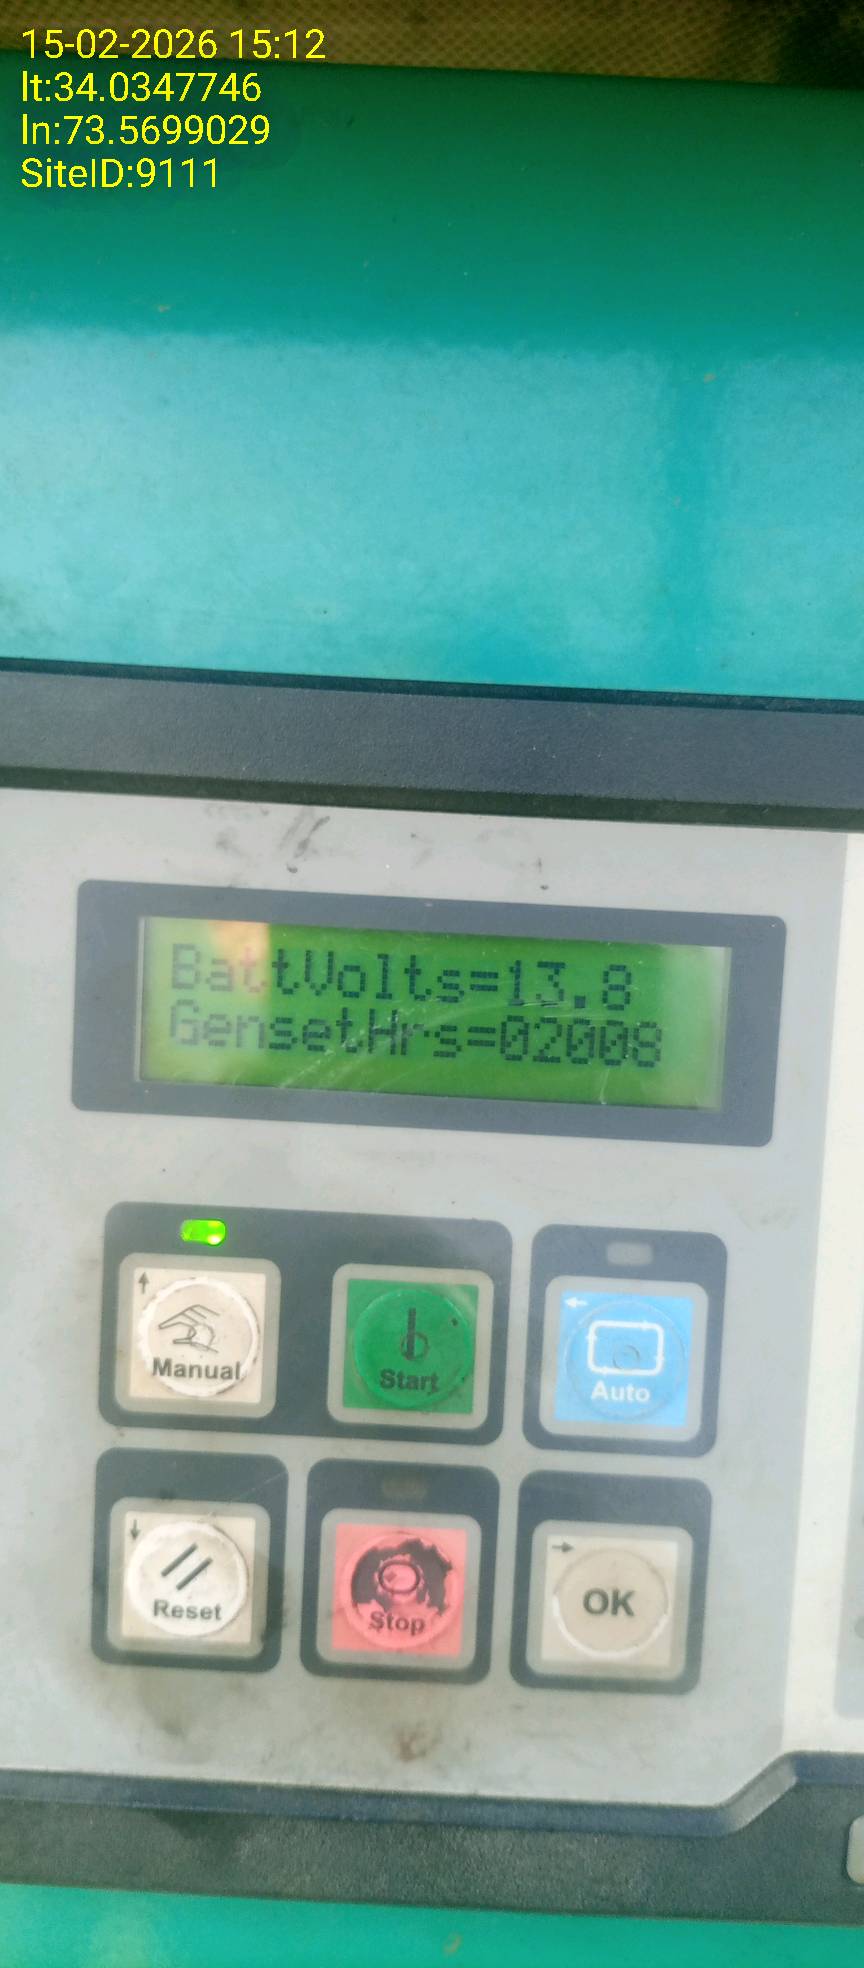 15-02-2026 15:12
lt:34.0347746
ln:73.5699029
SiteID:9111
BattVolts=13.8
GensetHrs=02009
Manual
Start
Auto
Reset
Stop
OK